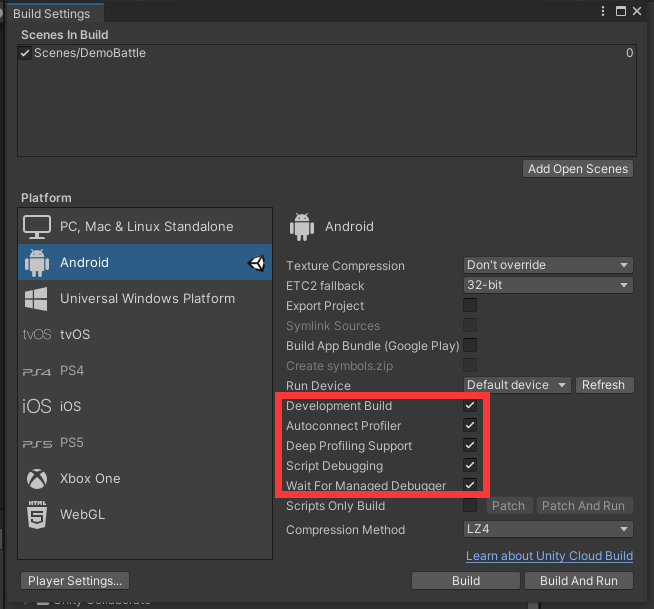 Build Settings
Scenes In Build
Scenes/DemoBattle 0
Add Open Scenes
Platform
PC, Mac & Linux Standalone
Android
Universal Windows Platform
tvOS tvOS
PS4 PS4
iOS iOS
PS5 PS5
Xbox One
HTML 5 WebGL
Android
Texture Compression Don't override
ETC2 fallback 32-bit
Export Project
Symlink Sources
Build App Bundle (Google Play)
Create symbols.zip
Run Device Default device Refresh
Development Build
Autoconnect Profiler
Deep Profiling Support
Script Debugging
Wait For Managed Debugger
Scripts Only Build Patch Patch And Run
Compression Method LZ4
Learn about Unity Cloud Build
Player Settings... Build Build And Run